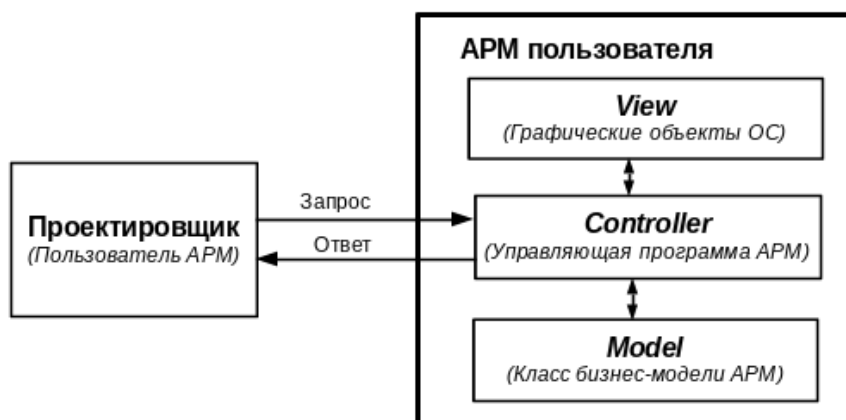 АРМ пользователя
View
(Графические объекты ОС)
Запрос
Проектировщик
(Пользователь АРМ)
Ответ
Controller
(Управляющая программа АРМ)
Model
(Класс бизнес-модели АРМ)